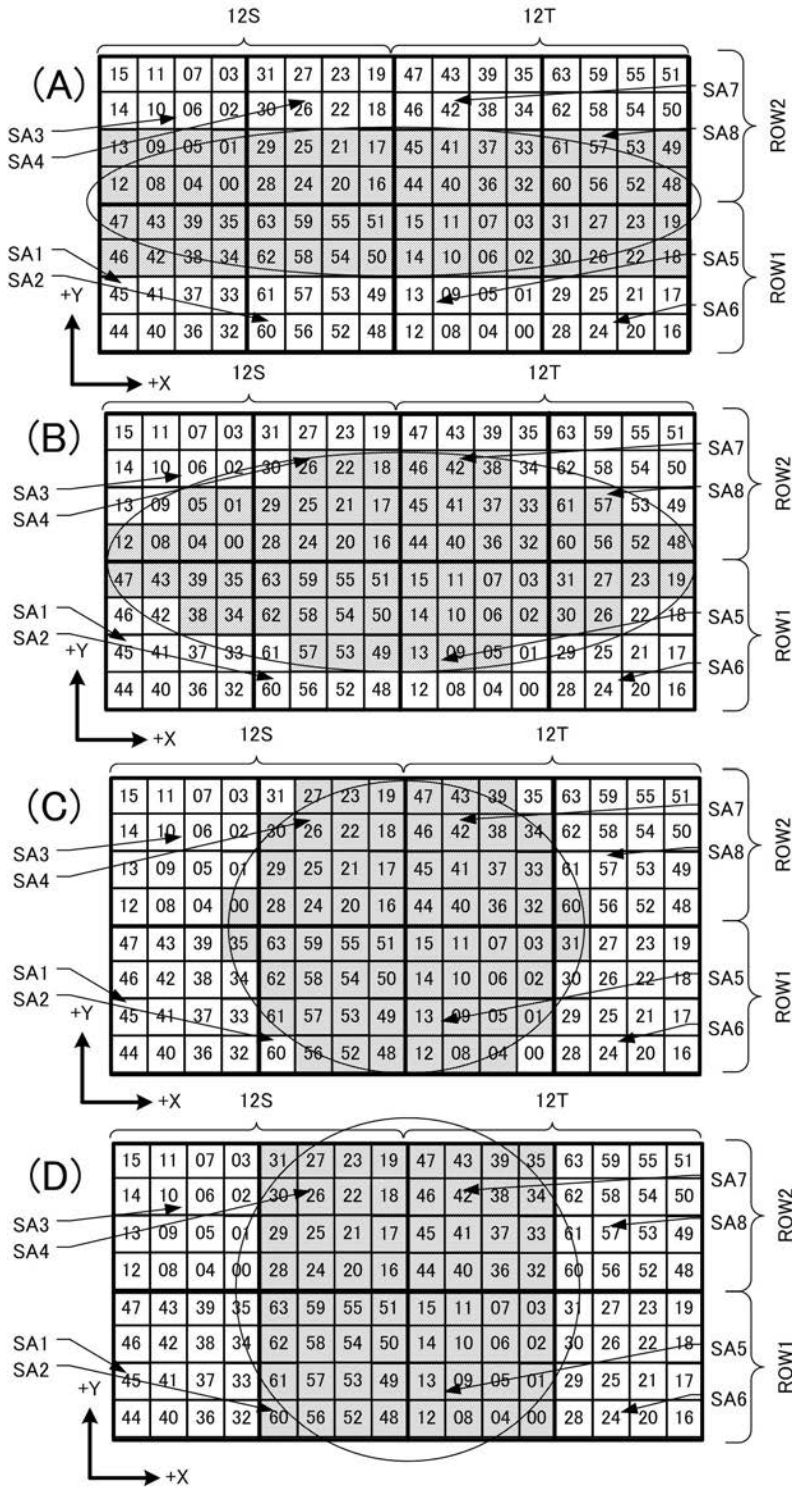 12S 12T
(A)
15 11 07 03 31 27 23 19 47 43 39 35 63 59 55 51
14 10 06 02 30 26 22 18 46 42 38 34 62 58 54 50
13 09 05 01 29 25 21 17 45 41 37 33 61 57 53 49
12 08 04 00 28 24 20 16 44 40 36 32 60 56 52 48
47 43 39 35 63 59 55 51 15 11 07 03 31 27 23 19
46 42 38 34 62 58 54 50 14 10 06 02 30 26 22 18
45 41 37 33 61 57 53 49 13 09 05 01 29 25 21 17
44 40 36 32 60 56 52 48 12 08 04 00 28 24 20 16
SA3
SA4
SA1
SA2
SA7
SA8
SA5
SA6
ROW2
ROW1
+Y
+X
12S 12T
(B)
15 11 07 03 31 27 23 19 47 43 39 35 63 59 55 51
14 10 06 02 30 26 22 18 46 42 38 34 62 58 54 50
13 09 05 01 29 25 21 17 45 41 37 33 61 57 53 49
12 08 04 00 28 24 20 16 44 40 36 32 60 56 52 48
47 43 39 35 63 59 55 51 15 11 07 03 31 27 23 19
46 42 38 34 62 58 54 50 14 10 06 02 30 26 22 18
45 41 37 33 61 57 53 49 13 09 05 01 29 25 21 17
44 40 36 32 60 56 52 48 12 08 04 00 28 24 20 16
SA3
SA4
SA1
SA2
SA7
SA8
SA5
SA6
ROW2
ROW1
+Y
+X
12S 12T
(C)
15 11 07 03 31 27 23 19 47 43 39 35 63 59 55 51
14 10 06 02 30 26 22 18 46 42 38 34 62 58 54 50
13 09 05 01 29 25 21 17 45 41 37 33 61 57 53 49
12 08 04 00 28 24 20 16 44 40 36 32 60 56 52 48
47 43 39 35 63 59 55 51 15 11 07 03 31 27 23 19
46 42 38 34 62 58 54 50 14 10 06 02 30 26 22 18
45 41 37 33 61 57 53 49 13 09 05 01 29 25 21 17
44 40 36 32 60 56 52 48 12 08 04 00 28 24 20 16
SA3
SA4
SA1
SA2
SA7
SA8
SA5
SA6
ROW2
ROW1
+Y
+X
12S 12T
(D)
15 11 07 03 31 27 23 19 47 43 39 35 63 59 55 51
14 10 06 02 30 26 22 18 46 42 38 34 62 58 54 50
13 09 05 01 29 25 21 17 45 41 37 33 61 57 53 49
12 08 04 00 28 24 20 16 44 40 36 32 60 56 52 48
47 43 39 35 63 59 55 51 15 11 07 03 31 27 23 19
46 42 38 34 62 58 54 50 14 10 06 02 30 26 22 18
45 41 37 33 61 57 53 49 13 09 05 01 29 25 21 17
44 40 36 32 60 56 52 48 12 08 04 00 28 24 20 16
SA3
SA4
SA1
SA2
SA7
SA8
SA5
SA6
ROW2
ROW1
+Y
+X